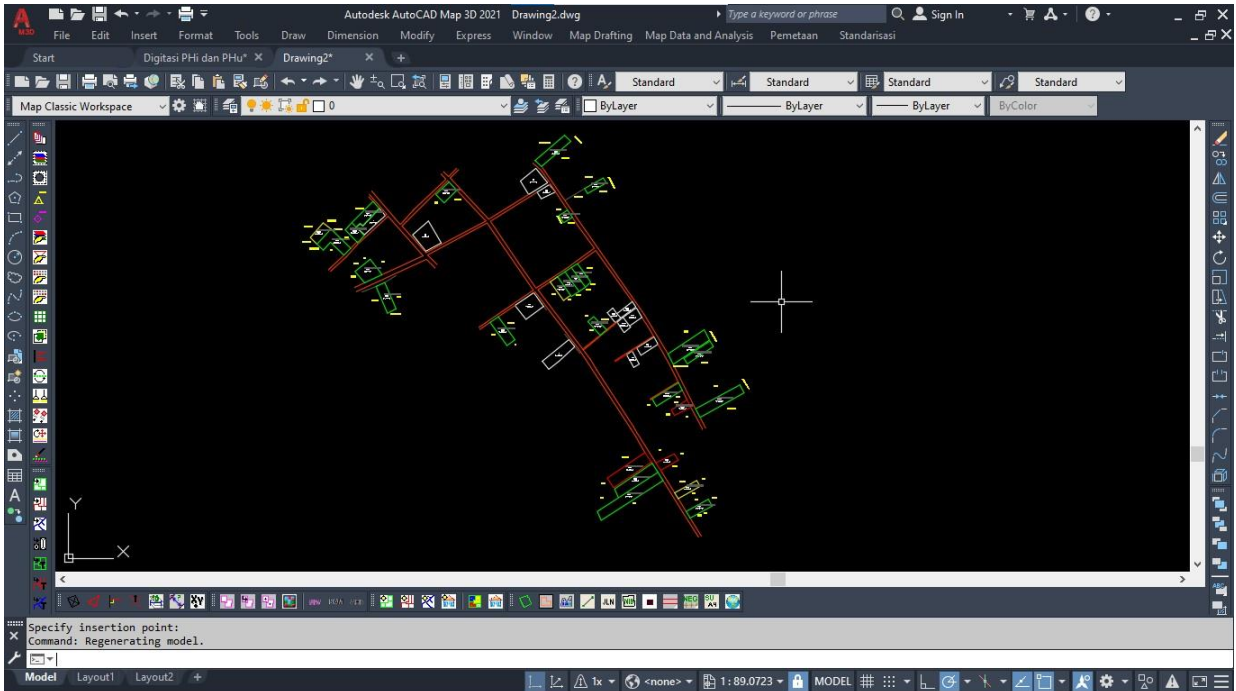 Autodesk AutoCAD Map 3D 2021 Drawing2.dwg
Type a keyword or phrase
Sign In
M3D
File Edit Insert Format Tools Draw Dimension Modify Express Window Map Drafting Map Data and Analysis Pemetaan Standarisasi
Start Digitasi PHi dan PHu* Drawing2*
Standard Standard Standard Standard
Map Classic Workspace 0 ByLayer ByLayer ByLayer ByColor
Y
X
XY JLN
Specify insertion point:
Command: Regenerating model.
Model Layout1 Layout2 + 1x <none> 1:89.0723 MODEL